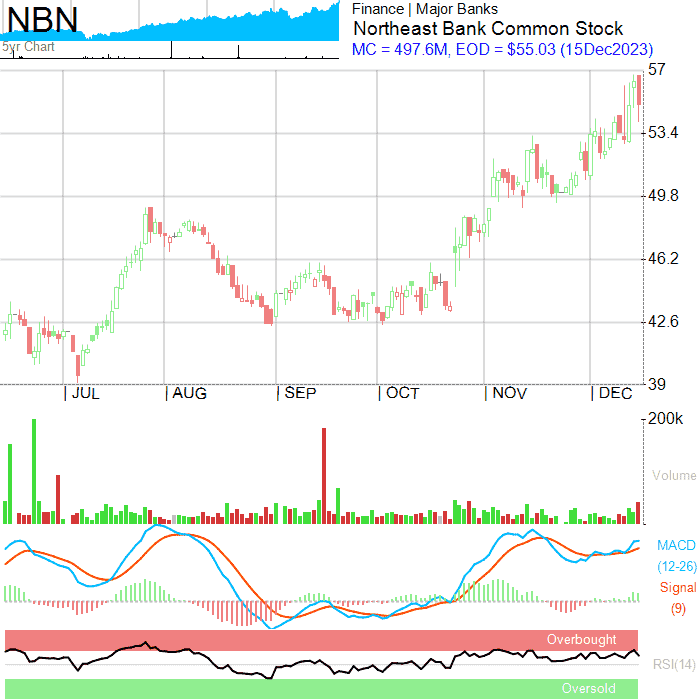 NBN
5yr Chart
Finance | Major Banks
Northeast Bank Common Stock
MC = 497.6M, EOD = $55.03 (15Dec2023)
57
53.4
49.8
46.2
42.6
39
| JUL | AUG | SEP | OCT | NOV | DEC
200k
Volume
MACD
(12-26)
Signal
(9)
Overbought
RSI(14)
Oversold